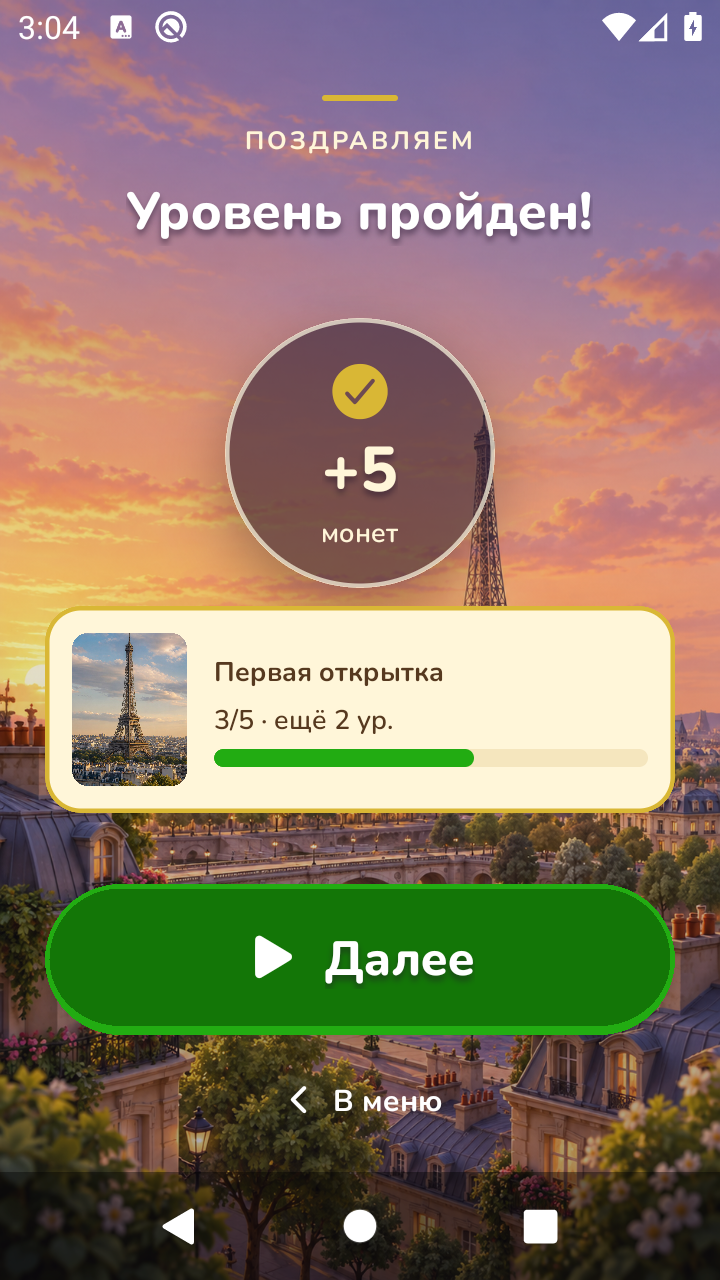 3:04
ПОЗДРАВЛЯЕМ
Уровень пройден!
+5
монет
Первая открытка
3/5 · ещё 2 ур.
Далее
В меню